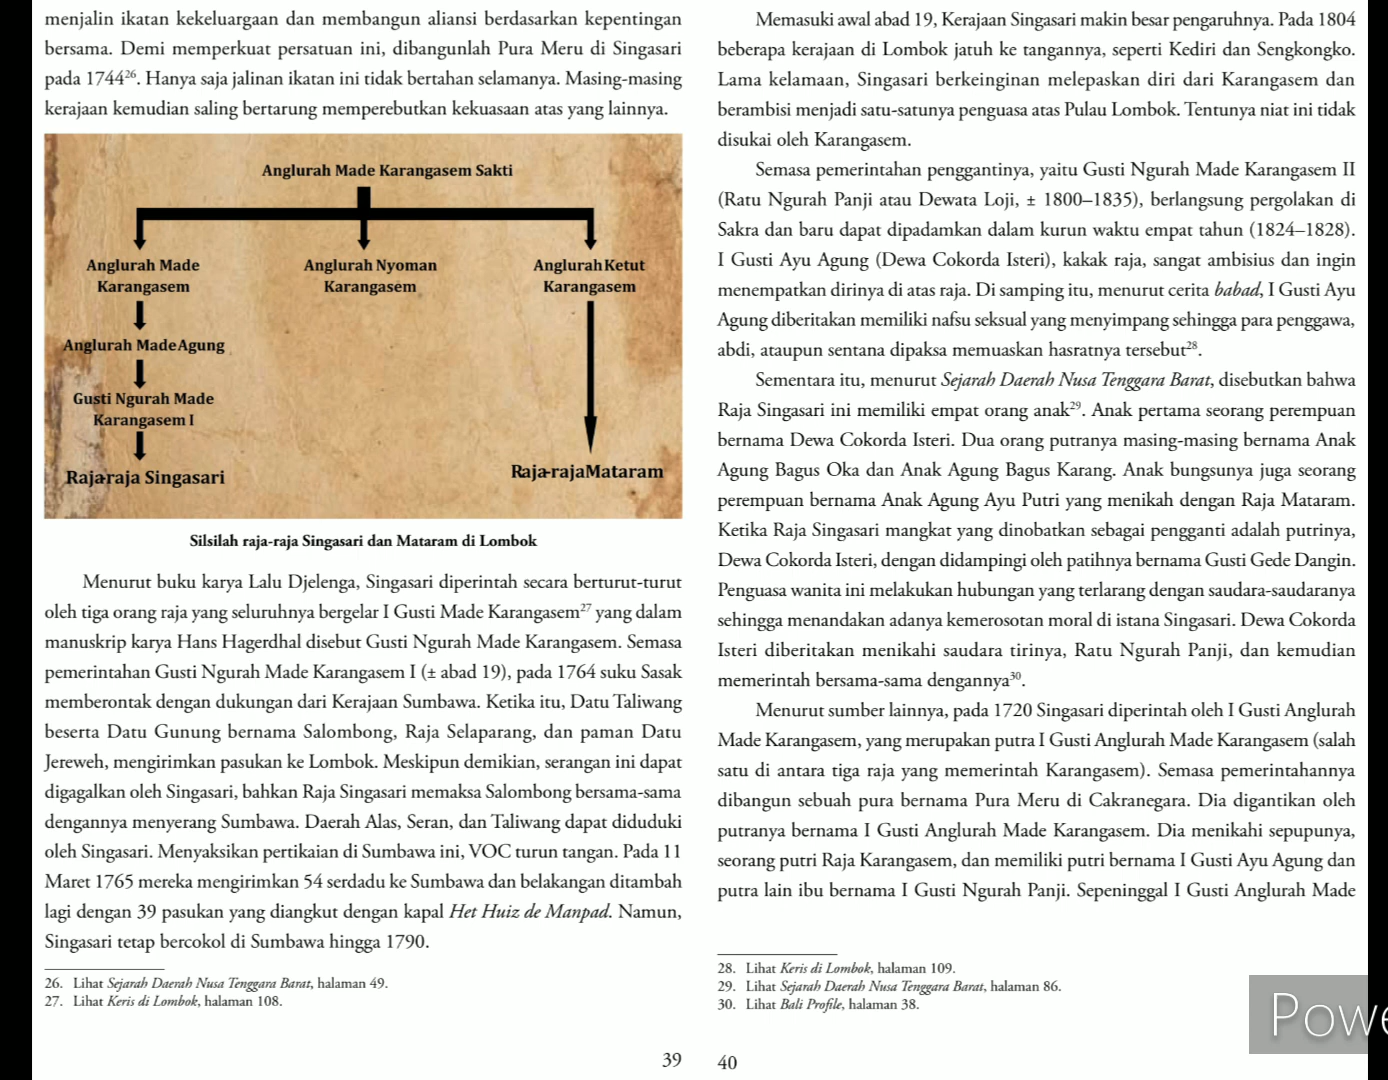 menjalin ikatan kekeluargaan dan membangun aliansi berdasarkan kepentingan
bersama. Demi memperkuat persatuan ini, dibangunlah Pura Meru di Singasari
pada 1744²⁶. Hanya saja jalinan ikatan ini tidak bertahan selamanya. Masing-masing
kerajaan kemudian saling bertarung memperebutkan kekuasaan atas yang lainnya.
Anglurah Made Karangasem Sakti
Anglurah Made
Karangasem
Anglurah Nyoman
Karangasem
Anglurah Ketut
Karangasem
Anglurah Made Agung
Gusti Ngurah Made
Karangasem I
Raja-raja Singasari
Raja-raja Mataram
Silsilah raja-raja Singasari dan Mataram di Lombok
Menurut buku karya Lalu Djelenga, Singasari diperintah secara berturut-turut
oleh tiga orang raja yang seluruhnya bergelar I Gusti Made Karangasem²⁷ yang dalam
manuskrip karya Hans Hagerdhal disebut Gusti Ngurah Made Karangasem. Semasa
pemerintahan Gusti Ngurah Made Karangasem I (± abad 19), pada 1764 suku Sasak
memberontak dengan dukungan dari Kerajaan Sumbawa. Ketika itu, Datu Taliwang
beserta Datu Gunung bernama Salombong, Raja Selaparang, dan paman Datu
Jereweh, mengirimkan pasukan ke Lombok. Meskipun demikian, serangan ini dapat
digagalkan oleh Singasari, bahkan Raja Singasari memaksa Salombong bersama-sama
dengannya menyerang Sumbawa. Daerah Alas, Seran, dan Taliwang dapat diduduki
oleh Singasari. Menyaksikan pertikaian di Sumbawa ini, VOC turun tangan. Pada 11
Maret 1765 mereka mengirimkan 54 serdadu ke Sumbawa dan belakangan ditambah
lagi dengan 39 pasukan yang diangkut dengan kapal Het Huiz de Manpad. Namun,
Singasari tetap bercokol di Sumbawa hingga 1790.
26. Lihat Sejarah Daerah Nusa Tenggara Barat, halaman 49.
27. Lihat Keris di Lombok, halaman 108.
39
Memasuki awal abad 19, Kerajaan Singasari makin besar pengaruhnya. Pada 1804
beberapa kerajaan di Lombok jatuh ke tangannya, seperti Kediri dan Sengkongko.
Lama kelamaan, Singasari berkeinginan melepaskan diri dari Karangasem dan
berambisi menjadi satu-satunya penguasa atas Pulau Lombok. Tentunya niat ini tidak
disukai oleh Karangasem.
Semasa pemerintahan penggantinya, yaitu Gusti Ngurah Made Karangasem II
(Ratu Ngurah Panji atau Dewata Loji, ± 1800–1835), berlangsung pergolakan di
Sakra dan baru dapat dipadamkan dalam kurun waktu empat tahun (1824–1828).
I Gusti Ayu Agung (Dewa Cokorda Isteri), kakak raja, sangat ambisius dan ingin
menempatkan dirinya di atas raja. Di samping itu, menurut cerita babad, I Gusti Ayu
Agung diberitakan memiliki nafsu seksual yang menyimpang sehingga para penggawa,
abdi, ataupun sentana dipaksa memuaskan hasratnya tersebut²⁸.
Sementara itu, menurut Sejarah Daerah Nusa Tenggara Barat, disebutkan bahwa
Raja Singasari ini memiliki empat orang anak²⁹. Anak pertama seorang perempuan
bernama Dewa Cokorda Isteri. Dua orang putranya masing-masing bernama Anak
Agung Bagus Oka dan Anak Agung Bagus Karang. Anak bungsunya juga seorang
perempuan bernama Anak Agung Ayu Putri yang menikah dengan Raja Mataram.
Ketika Raja Singasari mangkat yang dinobatkan sebagai pengganti adalah putrinya,
Dewa Cokorda Isteri, dengan didampingi oleh patihnya bernama Gusti Gede Dangin.
Penguasa wanita ini melakukan hubungan yang terlarang dengan saudara-saudaranya
sehingga menandakan adanya kemerosotan moral di istana Singasari. Dewa Cokorda
Isteri diberitakan menikahi saudara tirinya, Ratu Ngurah Panji, dan kemudian
memerintah bersama-sama dengannya³⁰.
Menurut sumber lainnya, pada 1720 Singasari diperintah oleh I Gusti Anglurah
Made Karangasem, yang merupakan putra I Gusti Anglurah Made Karangasem (salah
satu di antara tiga raja yang memerintah Karangasem). Semasa pemerintahannya
dibangun sebuah pura bernama Pura Meru di Cakranegara. Dia digantikan oleh
putranya bernama I Gusti Anglurah Made Karangasem. Dia menikahi sepupunya,
seorang putri Raja Karangasem, dan memiliki putri bernama I Gusti Ayu Agung dan
putra lain ibu bernama I Gusti Ngurah Panji. Sepeninggal I Gusti Anglurah Made
28. Lihat Keris di Lombok, halaman 109.
29. Lihat Sejarah Daerah Nusa Tenggara Barat, halaman 86.
30. Lihat Bali Profile, halaman 38.
40